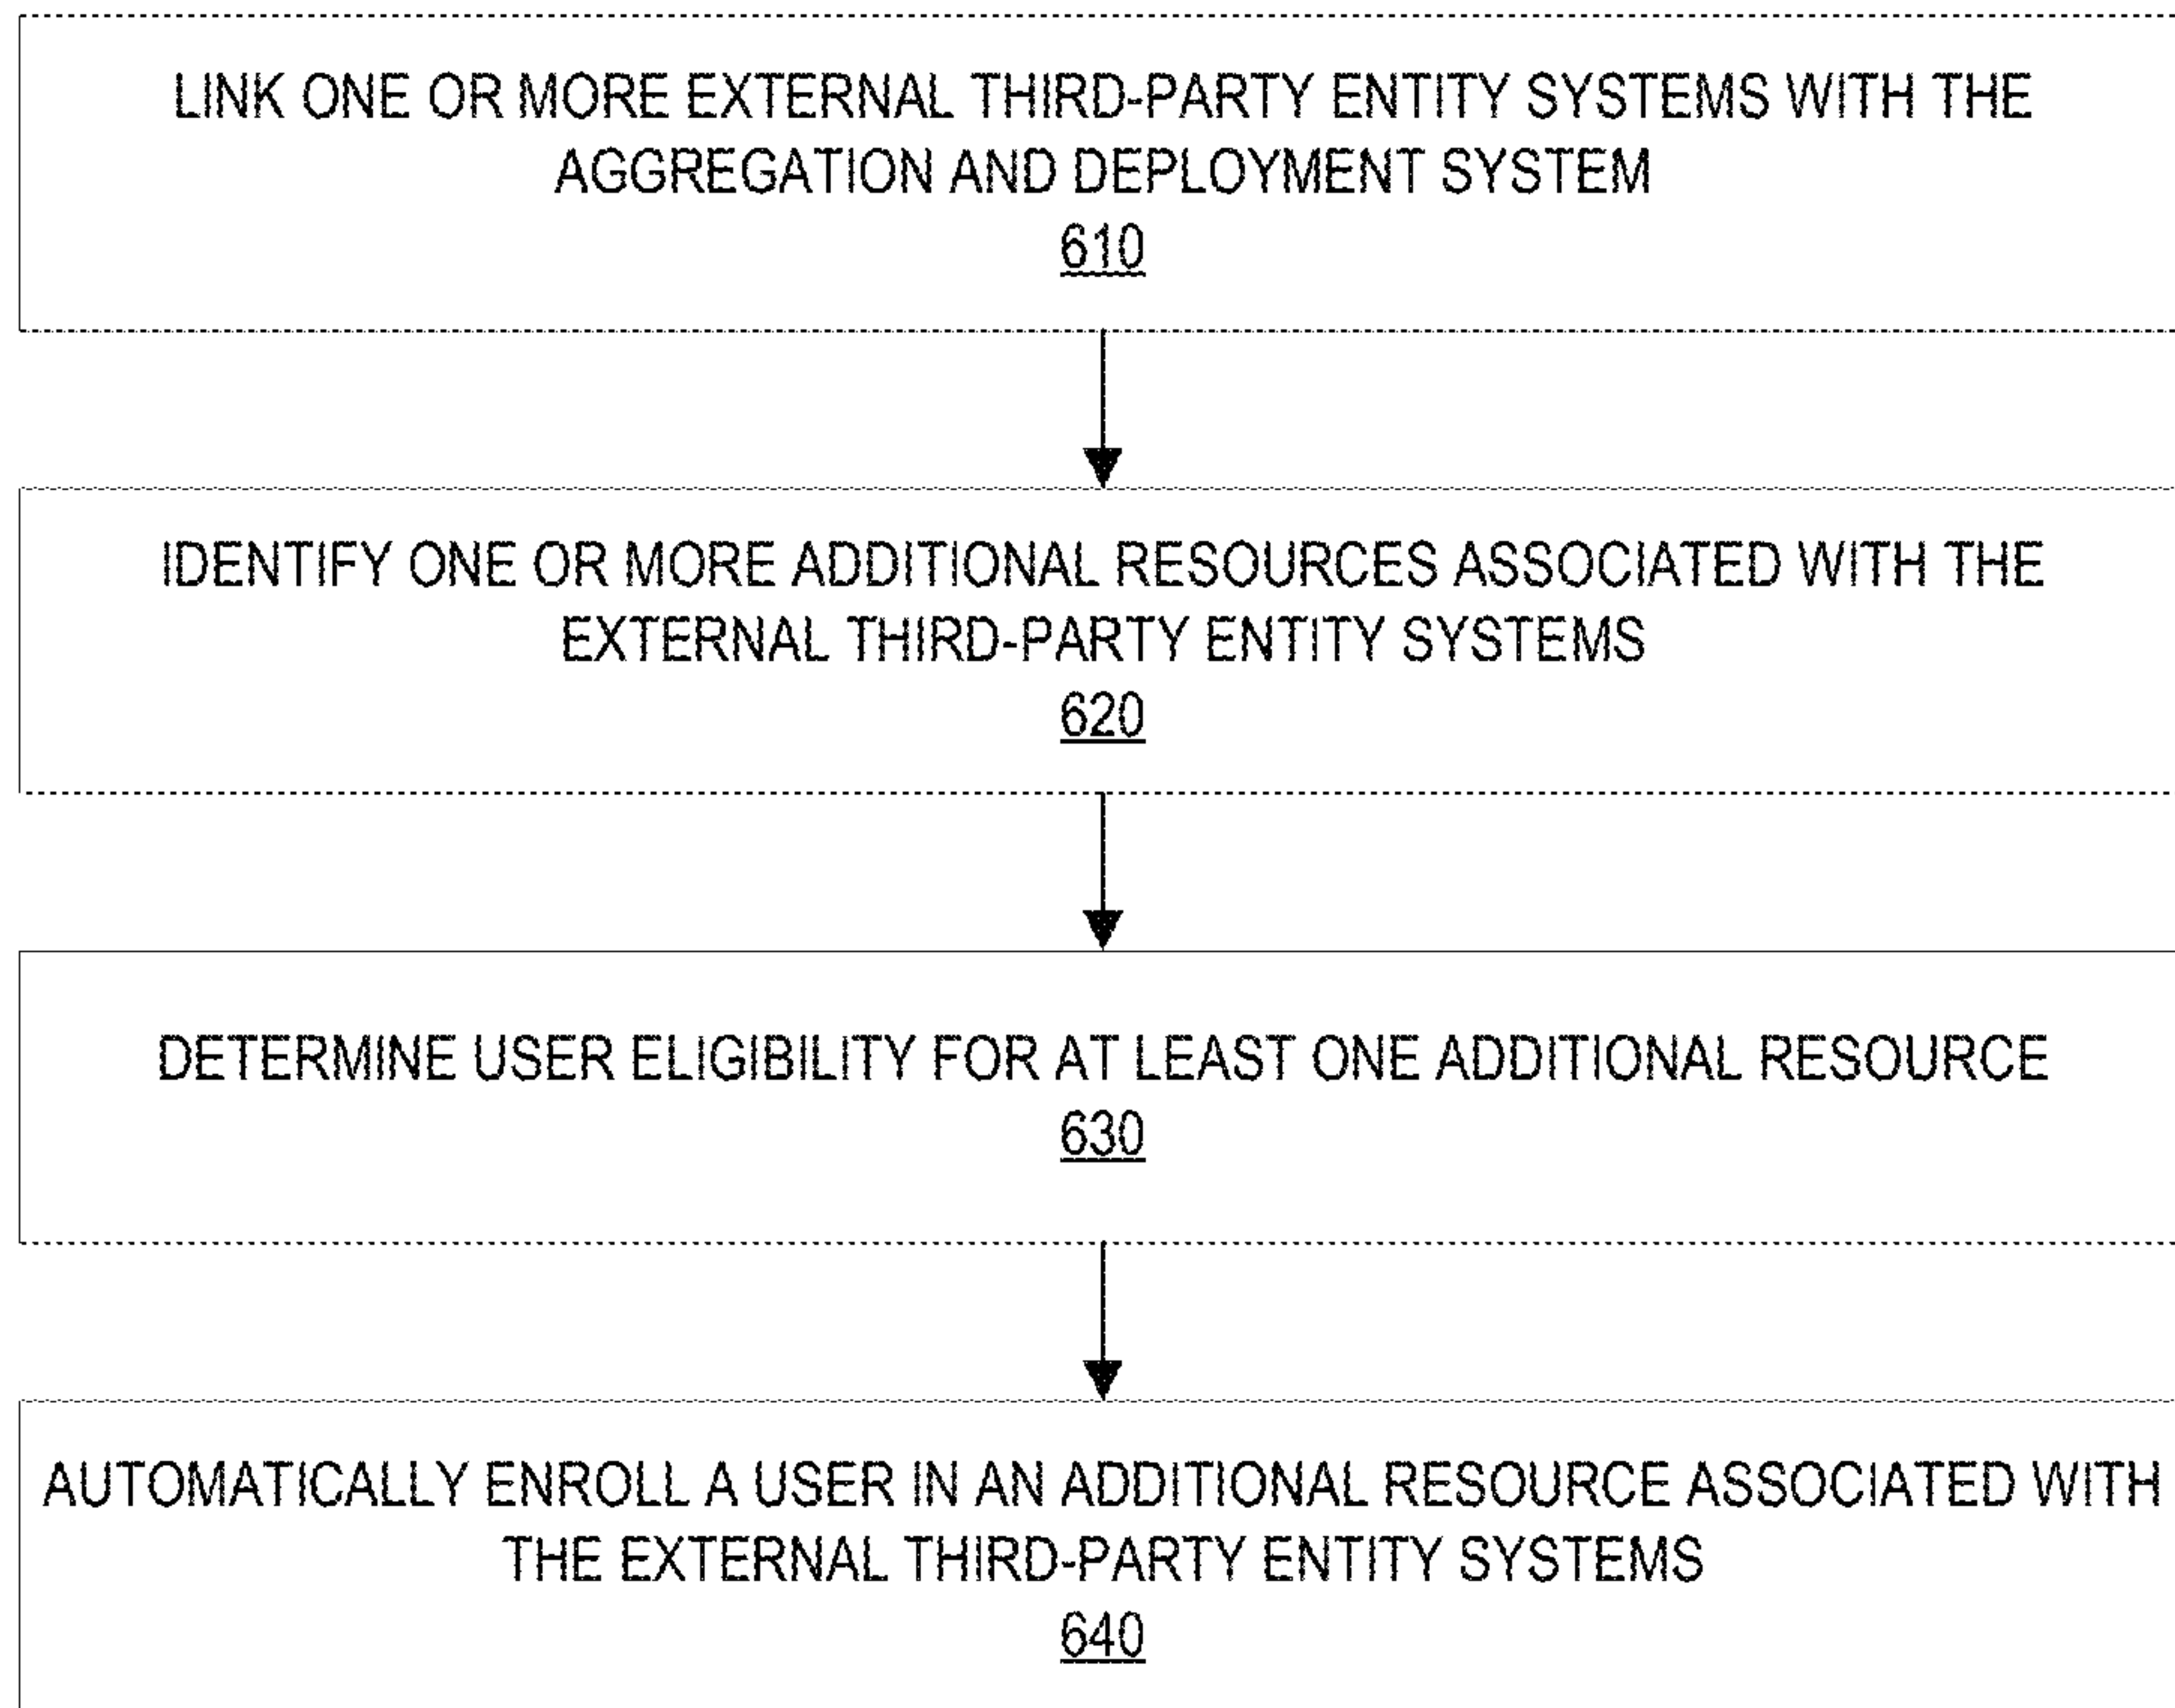 LINK ONE OR MORE EXTERNAL THIRD-PARTY ENTITY SYSTEMS WITH THE
AGGREGATION AND DEPLOYMENT SYSTEM
610
IDENTIFY ONE OR MORE ADDITIONAL RESOURCES ASSOCIATED WITH THE
EXTERNAL THIRD-PARTY ENTITY SYSTEMS
620
DETERMINE USER ELIGIBILITY FOR AT LEAST ONE ADDITIONAL RESOURCE
630
AUTOMATICALLY ENROLL A USER IN AN ADDITIONAL RESOURCE ASSOCIATED WITH
THE EXTERNAL THIRD-PARTY ENTITY SYSTEMS
640